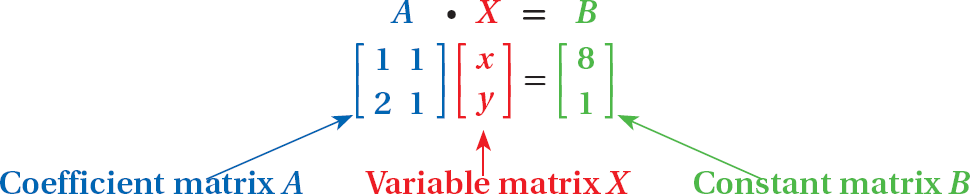 A · X = B
[1 1] [x] = [8]
[2 1] [y] [1]
Coefficient matrix A Variable matrix X Constant matrix B